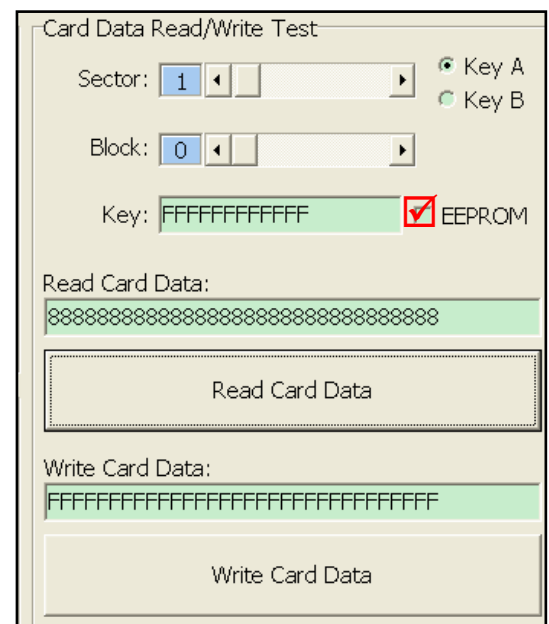 Card Data Read/Write Test
Sector: 1 Key A
Key B
Block: 0
Key: FFFFFFFFFFFF EEPROM
Read Card Data:
88888888888888888888888888888888
Read Card Data
Write Card Data:
FFFFFFFFFFFFFFFFFFFFFFFFFFFFFFFF
Write Card Data